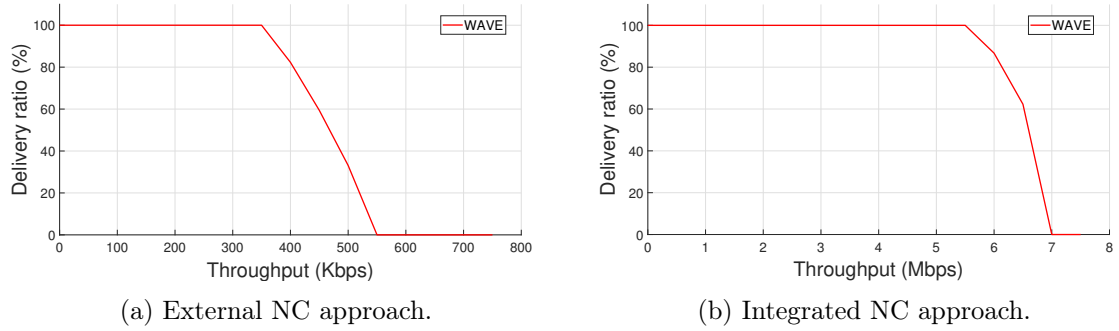 WAVE
100
80
60
40
20
0
0 100 200 300 400 500 600 700 800
Delivery ratio (%)
Throughput (Kbps)
(a) External NC approach.
WAVE
100
80
60
40
20
0
0 1 2 3 4 5 6 7 8
Delivery ratio (%)
Throughput (Mbps)
(b) Integrated NC approach.